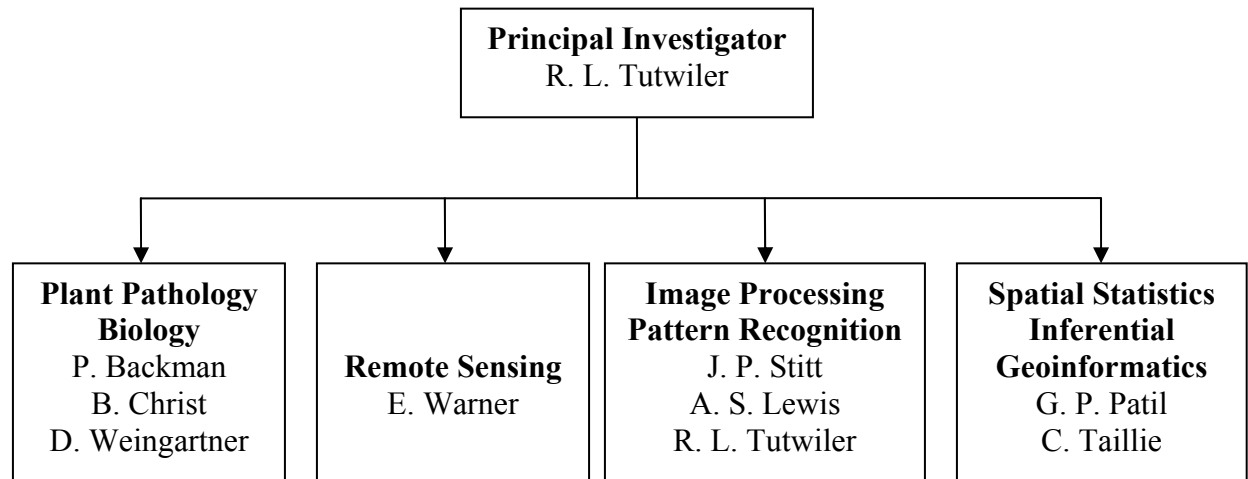 Principal Investigator
R. L. Tutwiler
Plant Pathology
Biology
P. Backman
B. Christ
D. Weingartner
Remote Sensing
E. Warner
Image Processing
Pattern Recognition
J. P. Stitt
A. S. Lewis
R. L. Tutwiler
Spatial Statistics
Inferential
Geoinformatics
G. P. Patil
C. Taillie